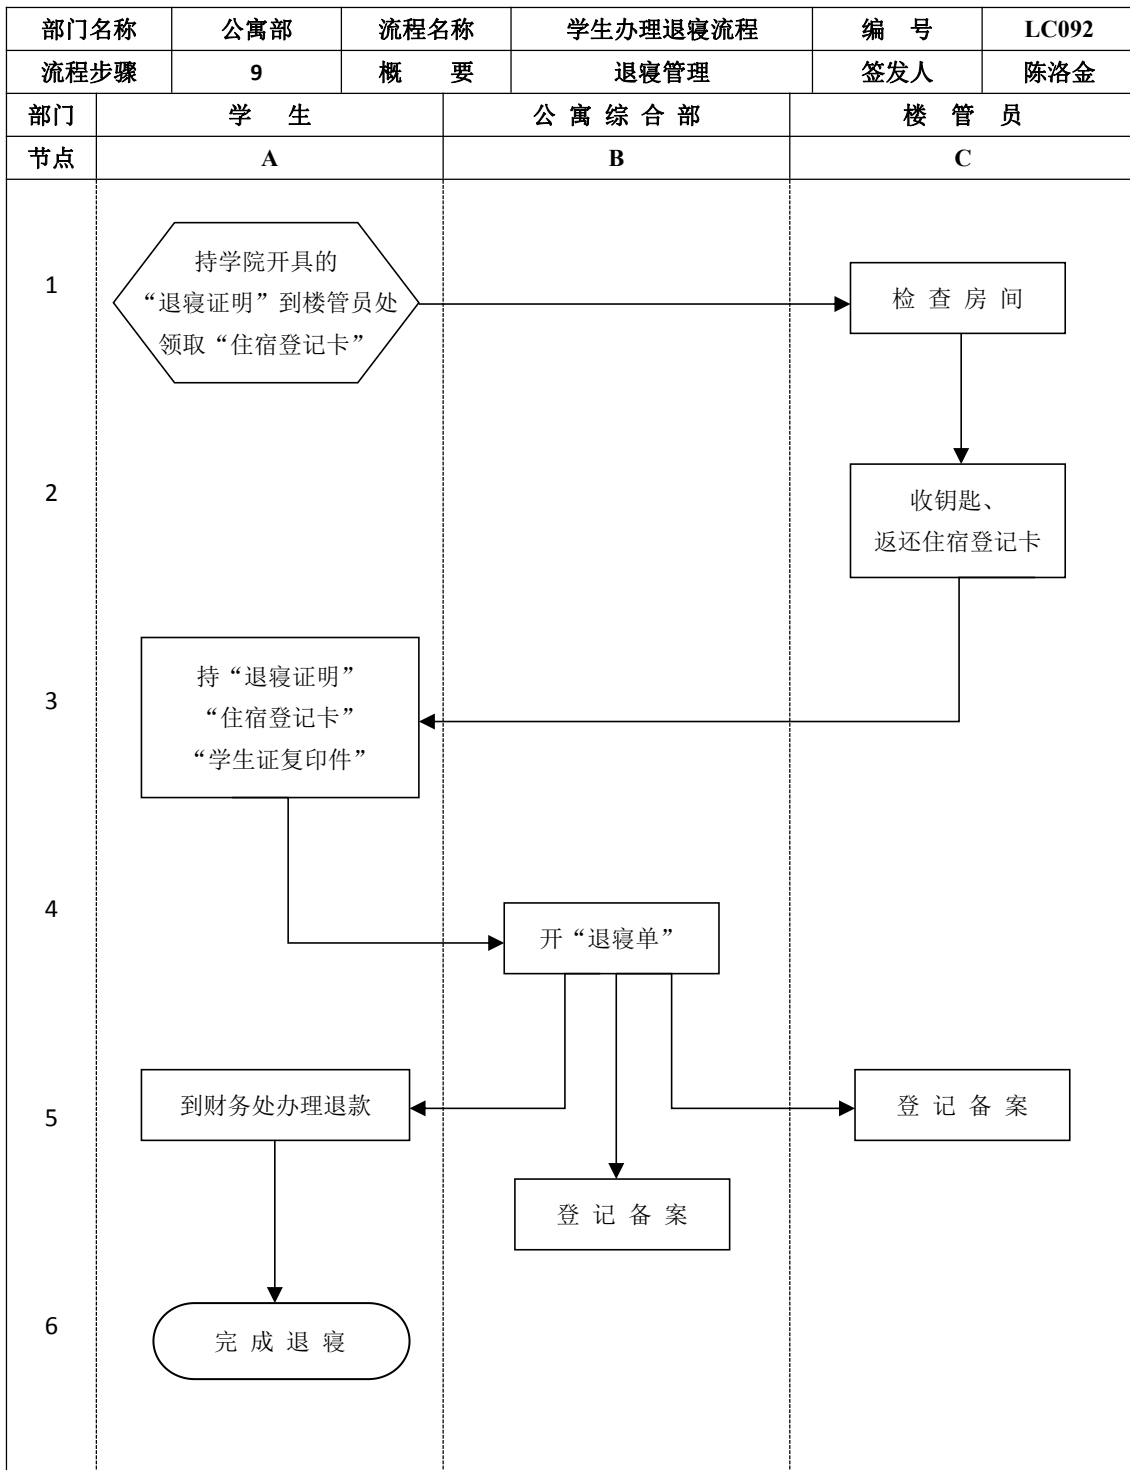 部门名称 公寓部 流程名称 学生办理退寝流程 编 号 LC092
流程步骤 9 概 要 退寝管理 签发人 陈洛金
部门 学 生 公 寓 综 合 部 楼 管 员
节点 A B C
1
持学院开具的
“退寝证明”到楼管员处
领取“住宿登记卡”
检 查 房 间
2
收钥匙、
返还住宿登记卡
3
持“退寝证明”
“住宿登记卡”
“学生证复印件”
4
开“退寝单”
5
到财务处办理退款
登 记 备 案
登 记 备 案
6
完 成 退 寝